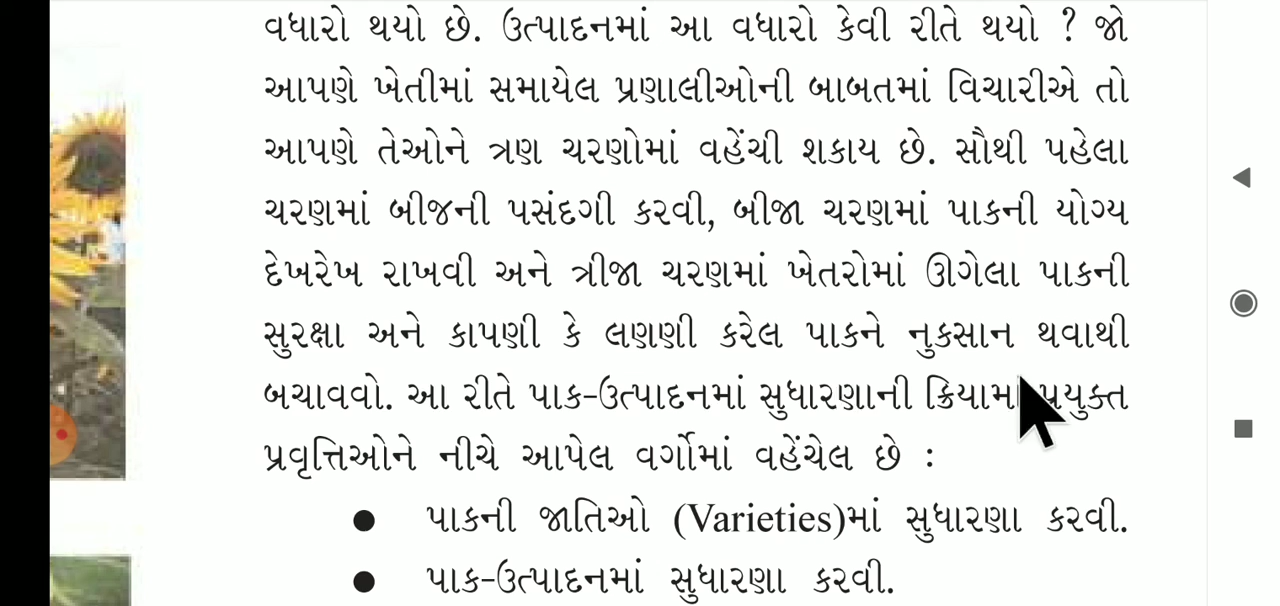 વધારો થયો છે. ઉત્પાદનમાં આ વધારો કેવી રીતે થયો ? જો
આપણે ખેતીમાં સમાયેલ પ્રણાલીઓની બાબતમાં વિચારીએ તો
આપણે તેઓને ત્રણ ચરણોમાં વહેંચી શકાય છે. સૌથી પહેલા
ચરણમાં બીજની પસંદગી કરવી, બીજા ચરણમાં પાકની યોગ્ય
દેખરેખ રાખવી અને ત્રીજા ચરણમાં ખેતરોમાં ઊગેલા પાકની
સુરક્ષા અને કાપણી કે લણણી કરેલ પાકને નુકસાન થવાથી
બચાવવો. આ રીતે પાક-ઉત્પાદનમાં સુધારણાની ક્રિયામાં પ્રયુક્ત
પ્રવૃત્તિઓને નીચે આપેલ વર્ગોમાં વહેંચેલ છે :
● પાકની જાતિઓ (Varieties)માં સુધારણા કરવી.
● પાક-ઉત્પાદનમાં સુધારણા કરવી.